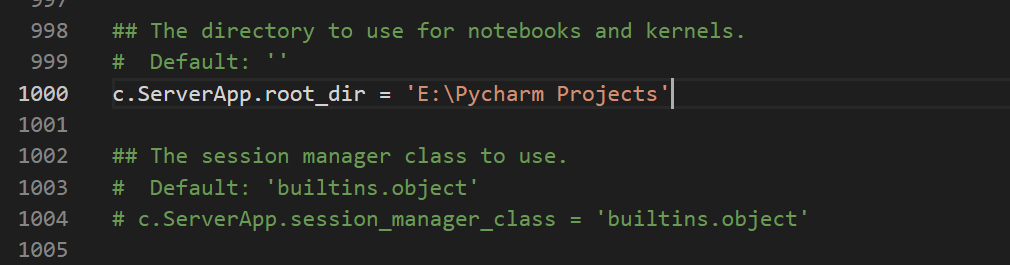 997
998 ## The directory to use for notebooks and kernels.
999 #  Default: ''
1000 c.ServerApp.root_dir = 'E:\Pycharm Projects'
1001
1002 ## The session manager class to use.
1003 #  Default: 'builtins.object'
1004 # c.ServerApp.session_manager_class = 'builtins.object'
1005